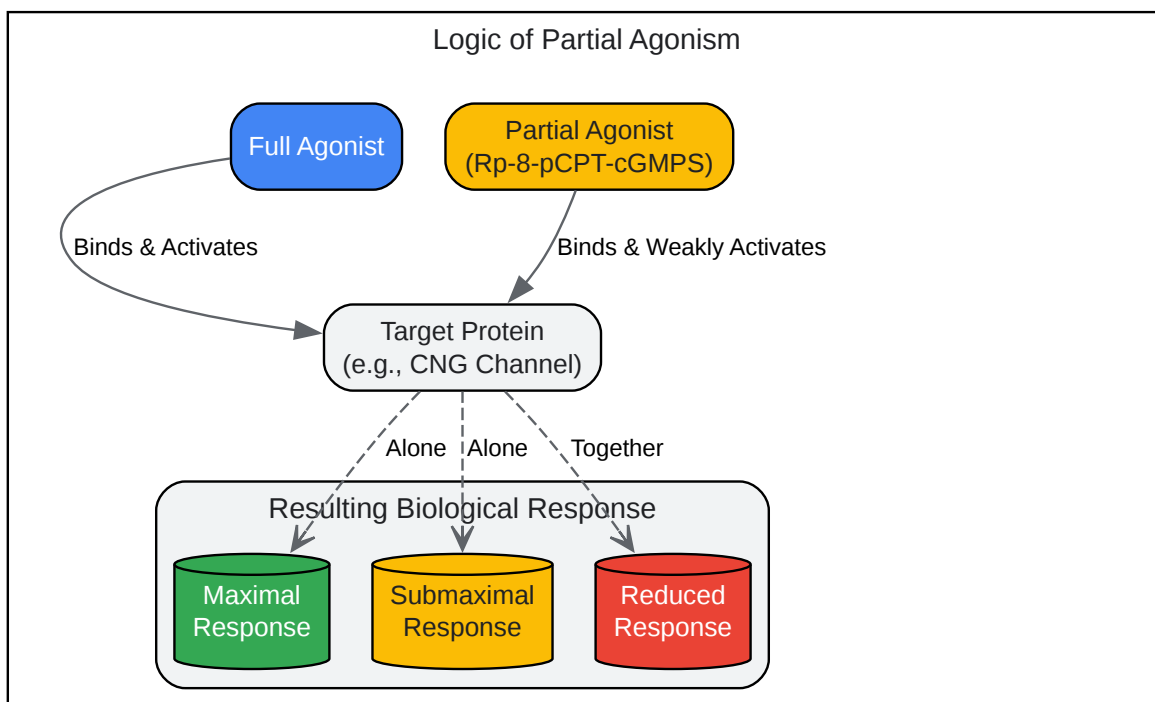 Logic of Partial Agonism
Full Agonist
Partial Agonist
(Rp-8-pCPT-cGMPS)
Binds & Activates
Binds & Weakly Activates
Target Protein
(e.g., CNG Channel)
Alone
Alone
Together
Resulting Biological Response
Maximal
Response
Submaximal
Response
Reduced
Response